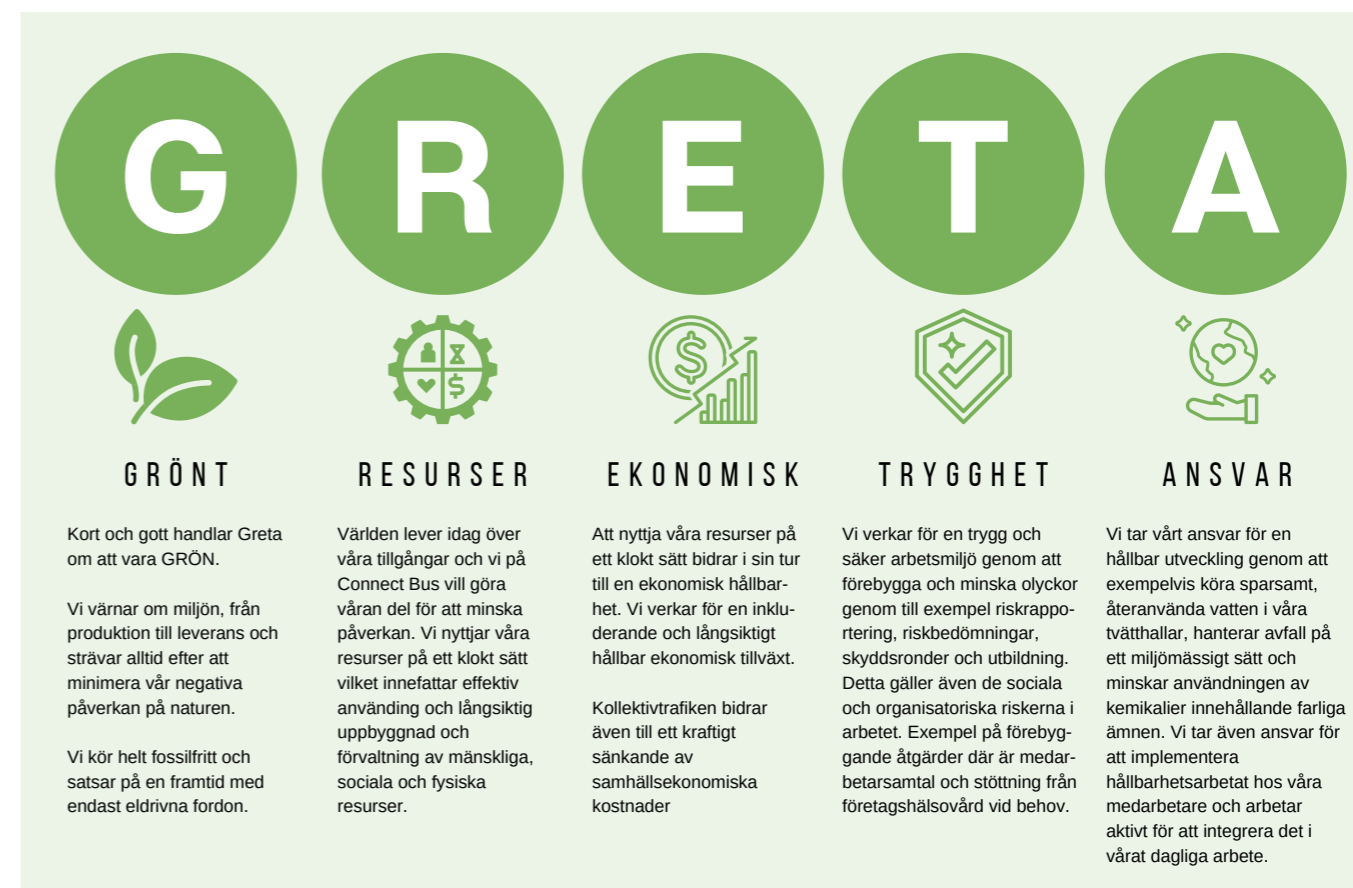 G
R
E
T
A
GRÖNT
Kort och gott handlar Greta
om att vara GRÖN.
Vi värnar om miljön, från
produktion till leverans och
strävar alltid efter att
minimera vår negativa
påverkan på naturen.
Vi kör helt fossilfritt och
satsar på en framtid med
endast eldrivna fordon.
RESURSER
Världen lever idag över
våra tillgångar och vi på
Connect Bus vill göra
våran del för att minska
påverkan. Vi nyttjar våra
resurser på ett klokt sätt
vilket innefattar effektiv
använding och långsiktig
uppbyggnad och
förvaltning av mänskliga,
sociala och fysiska
resurser.
EKONOMISK
Att nyttja våra resurser på
ett klokt sätt bidrar i sin tur
till en ekonomisk hållbar-
het. Vi verkar för en inklu-
derande och långsiktigt
hållbar ekonomisk tillväxt.
Kollektivtrafiken bidrar
även till ett kraftigt
sänkande av
samhällsekonomiska
kostnader
TRYGGHET
Vi verkar för en trygg och
säker arbetsmiljö genom att
förebygga och minska olyckor
genom till exempel riskrappo-
rtering, riskbedömningar,
skyddsronder och utbildning.
Detta gäller även de sociala
och organisatoriska riskerna i
arbetet. Exempel på förebyg-
gande åtgärder där är medar-
betarsamtal och stöttning från
företagshälsovård vid behov.
ANSVAR
Vi tar vårt ansvar för en
hållbar utveckling genom att
exempelvis köra sparsamt,
återanvända vatten i våra
tvätthallar, hanterar avfall på
ett miljömässigt sätt och
minskar användningen av
kemikalier innehållande farliga
ämnen. Vi tar även ansvar för
att implementera
hållbarhetsarbetat hos våra
medarbetare och arbetar
aktivt för att integrera det i
vårat dagliga arbete.